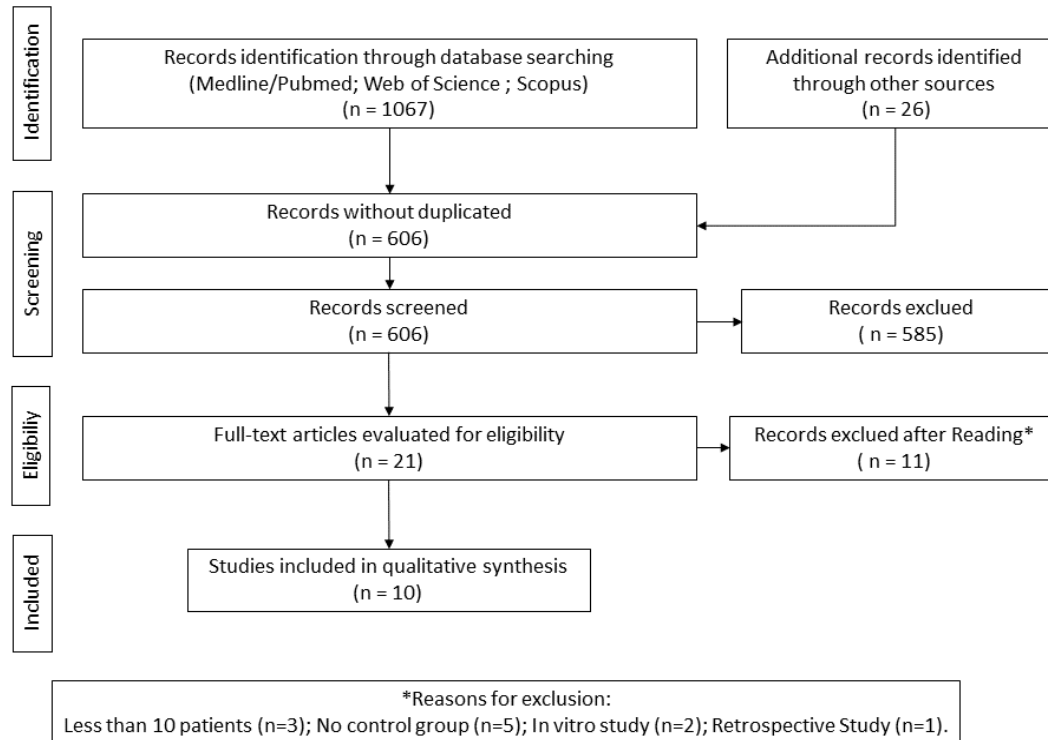 Identification
Records identification through database searching
(Medline/Pubmed; Web of Science ; Scopus)
(n = 1067)
Additional records identified
through other sources
(n = 26)
Screening
Records without duplicated
(n = 606)
Records screened
(n = 606)
Records exclued
( n = 585)
Eligibiliy
Full-text articles evaluated for eligibility
(n = 21)
Records exclued after Reading*
( n = 11)
Included
Studies included in qualitative synthesis
(n = 10)
*Reasons for exclusion:
Less than 10 patients (n=3); No control group (n=5); In vitro study (n=2); Retrospective Study (n=1).